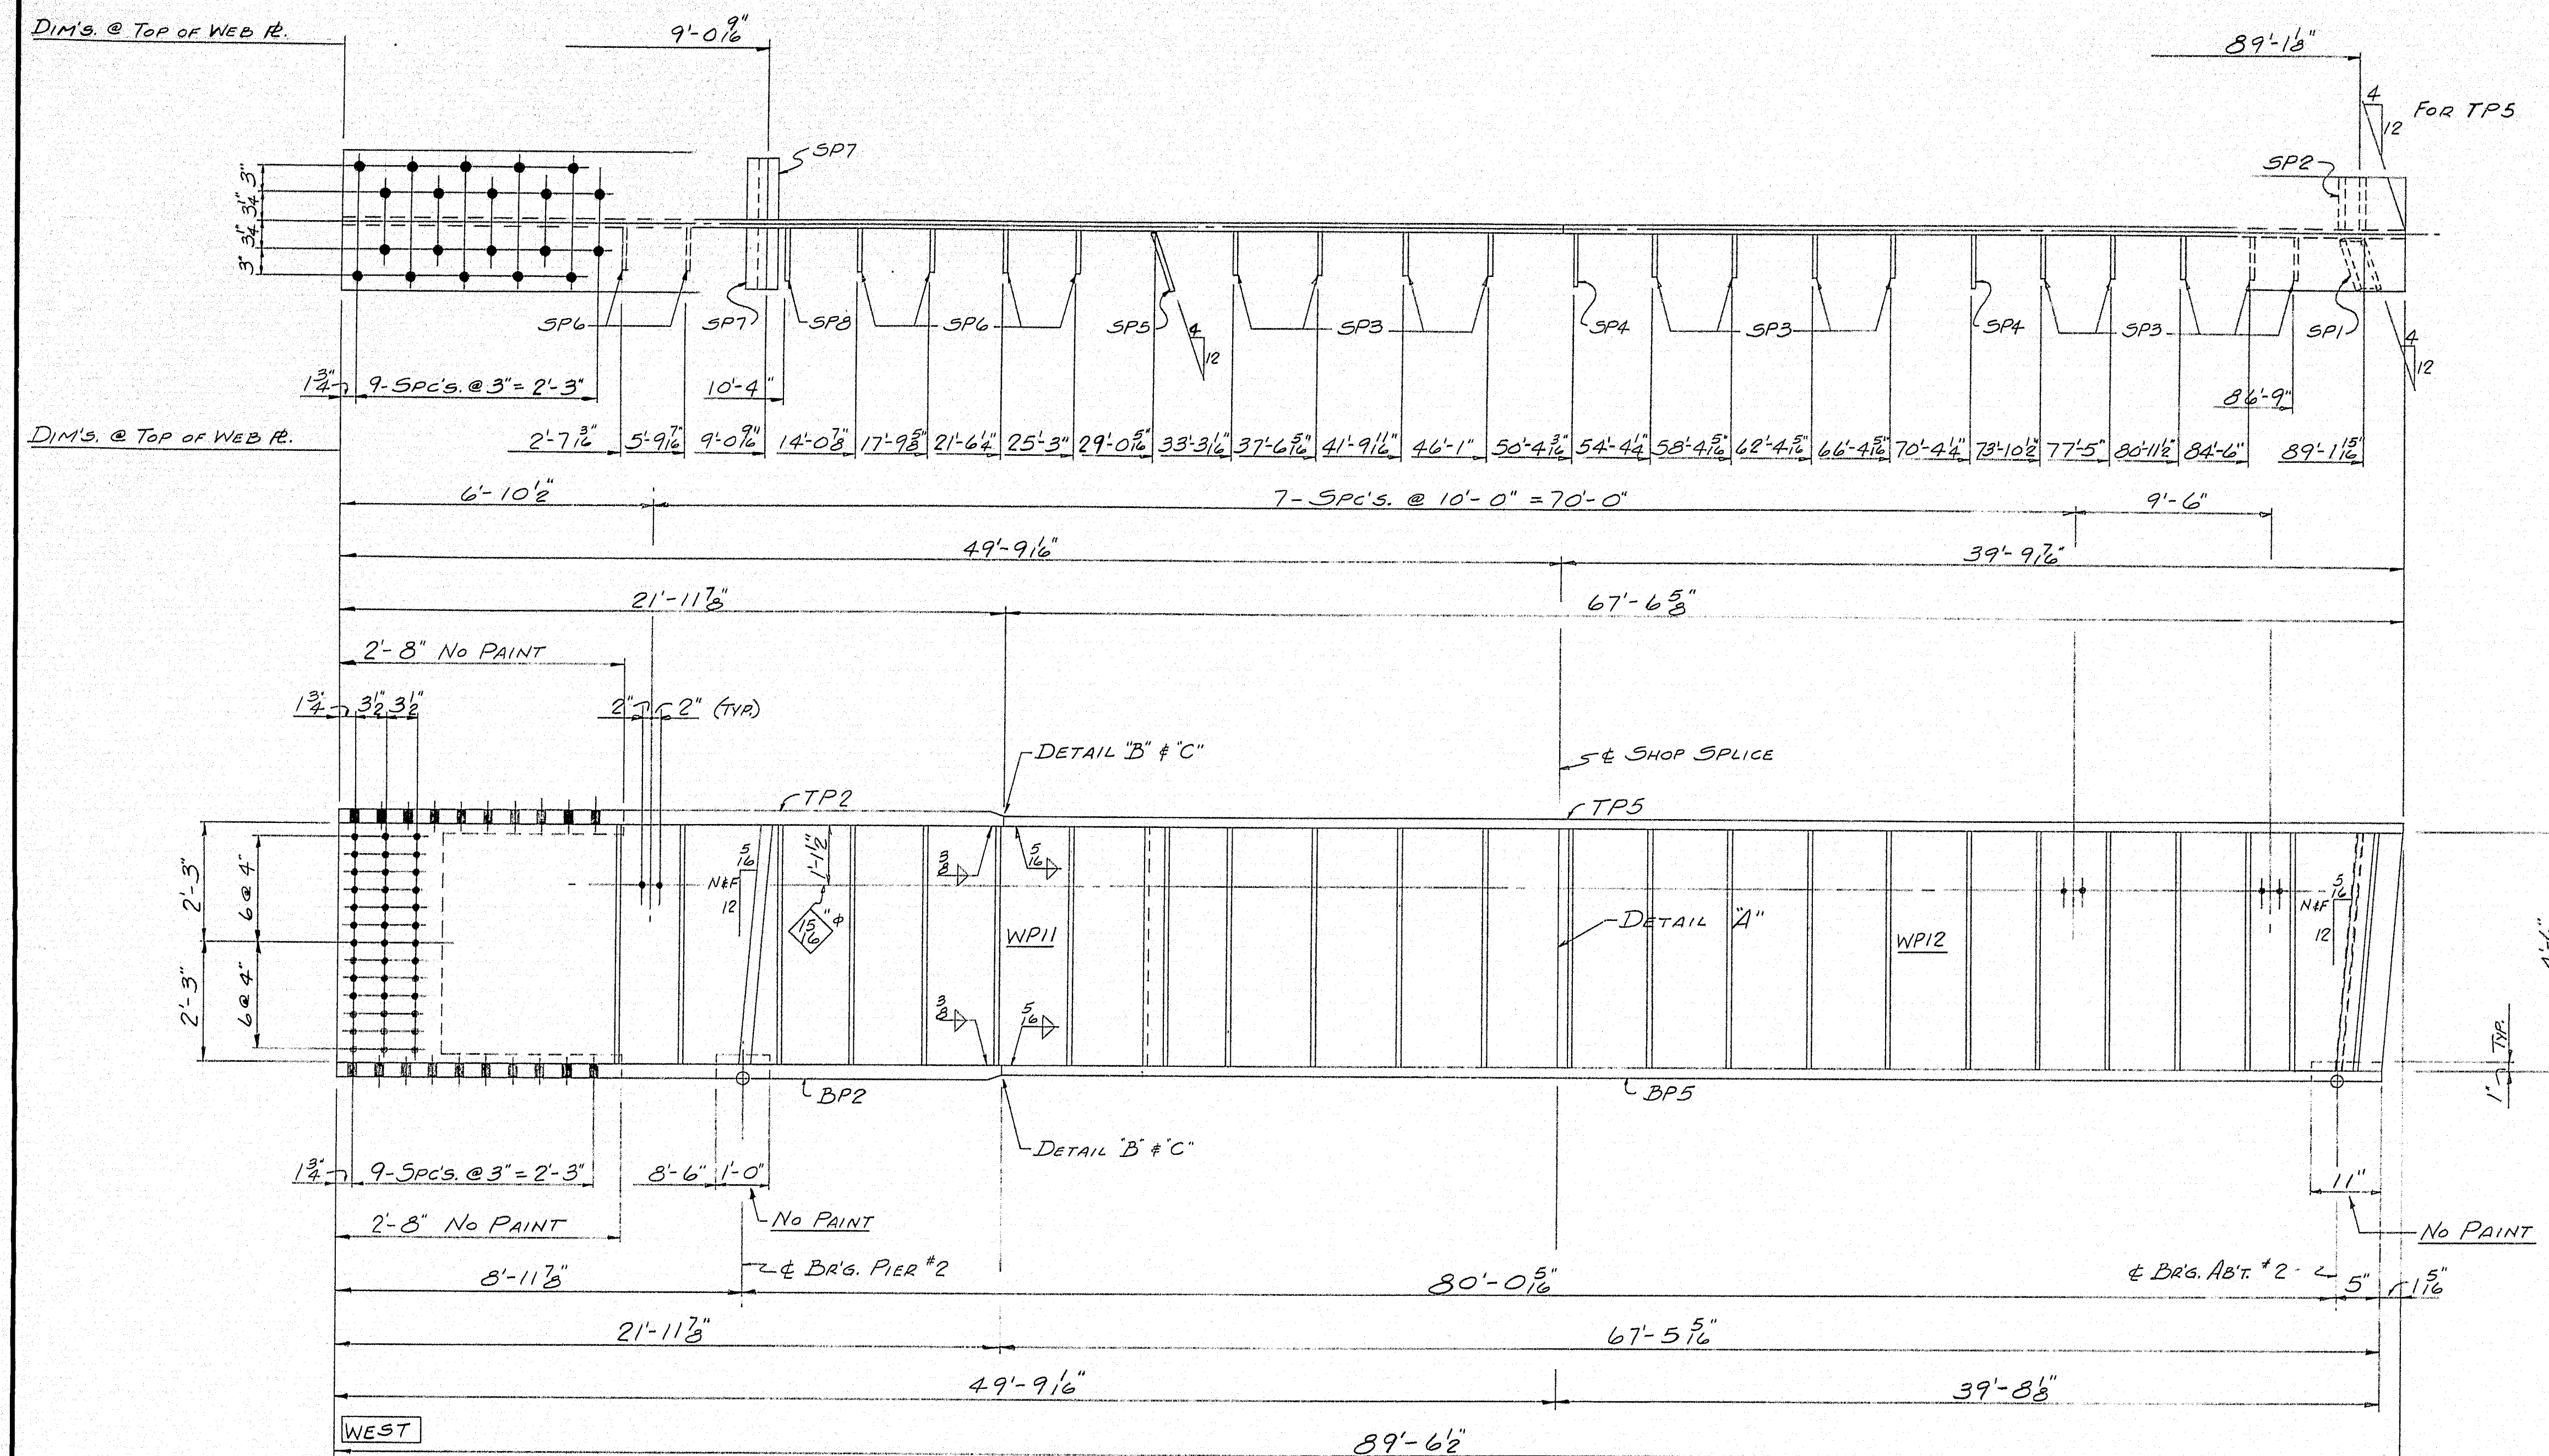 DIM'S. @ TOP OF WEB PL.
9'-0 9/16"
89'-1 1/8"
4
12
FOR TP5
SP7
SP2
3"
3 1/4"
3 1/4"
3"
SP6
SP7
SP8
SP6
SP5
4
12
SP3
SP4
SP3
SP4
SP3
SP1
4
12
1 3/4"
9-SPC'S. @ 3" = 2'-3"
10'-4"
86'-9"
DIM'S. @ TOP OF WEB PL.
2'-7 3/16" 5'-9 7/16" 9'-0 9/16" 14'-0 7/8" 17'-9 5/8" 21'-6 1/4" 25'-3" 29'-0 5/16" 33'-3 1/16" 37'-6 5/16" 41'-9 11/16" 46'-1" 50'-4 3/16" 54'-4 1/4" 58'-4 5/16" 62'-4 5/16" 66'-4 5/16" 70'-4 1/4" 73'-10 1/2" 77'-5" 80'-11 1/2" 84'-6" 89'-1 15/16"
6'-10 1/2"
7-SPC'S. @ 10'-0" = 70'-0"
9'-6"
49'-9 1/16"
39'-9 7/16"
21'-11 7/8"
67'-6 5/8"
2'-8" NO PAINT
1 3/4" 3 1/2" 3 1/2"
2" 2" (TYP.)
DETAIL "B" & "C"
℄ SHOP SPLICE
TP2
TP5
2'-3"
6@4"
2'-3"
6@4"
5/16
N&F
12
1'-1 1/2"
15/16"ϕ
3/8
5/16
WP11
DETAIL "A"
WP12
5/16
N&F
12
3/8
5/16
1" TYP.
BP2
BP5
DETAIL "B" & "C"
1 3/4"
9-SPC'S. @ 3" = 2'-3"
8'-6" 1'-0"
11"
2'-8" NO PAINT
NO PAINT
NO PAINT
8'-11 7/8"
℄ BR'G. PIER #2
80'-0 5/16"
℄ BR'G. AB'T. #2
5"
1 5/16"
21'-11 7/8"
67'-5 5/16"
49'-9 1/16"
39'-8 1/8"
WEST
89'-6 1/2"